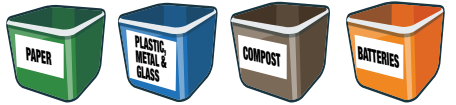 PAPER
PLASTIC,
METAL &
GLASS
COMPOST
BATTERIES